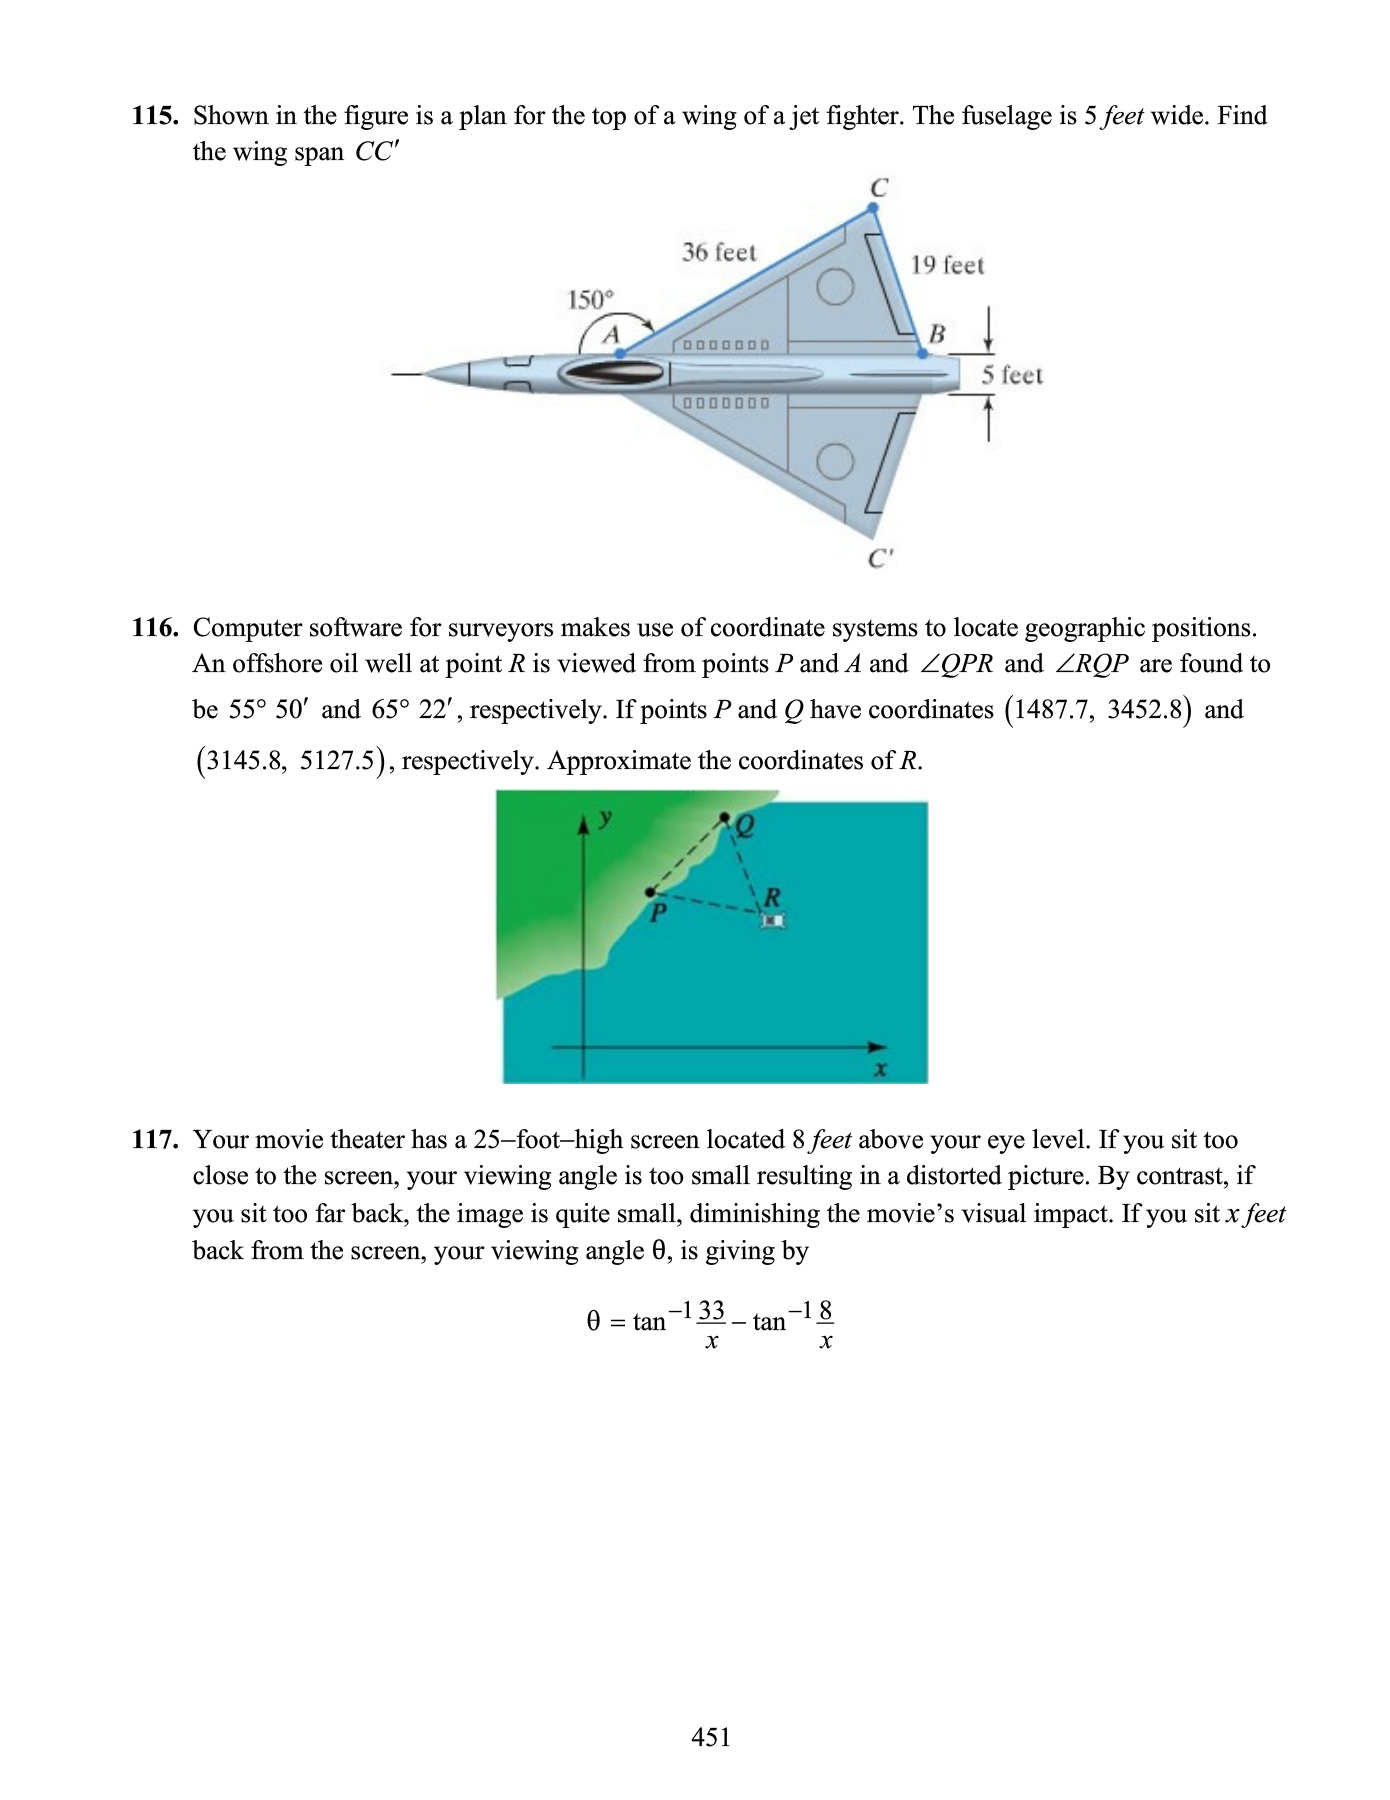 115. Shown in the figure is a plan for the top of a wing of a jet fighter. The fuselage is 5 feet wide. Find
the wing span CC′
C
36 feet
19 feet
150°
A
B
5 feet
C'
116. Computer software for surveyors makes use of coordinate systems to locate geographic positions.
An offshore oil well at point R is viewed from points P and A and ∠QPR and ∠RQP are found to
be 55° 50′ and 65° 22′, respectively. If points P and Q have coordinates (1487.7, 3452.8) and
(3145.8, 5127.5), respectively. Approximate the coordinates of R.
y
Q
R
P
x
117. Your movie theater has a 25–foot–high screen located 8 feet above your eye level. If you sit too
close to the screen, your viewing angle is too small resulting in a distorted picture. By contrast, if
you sit too far back, the image is quite small, diminishing the movie’s visual impact. If you sit x feet
back from the screen, your viewing angle θ, is giving by
θ = tan⁻¹ 33/x – tan⁻¹ 8/x
451